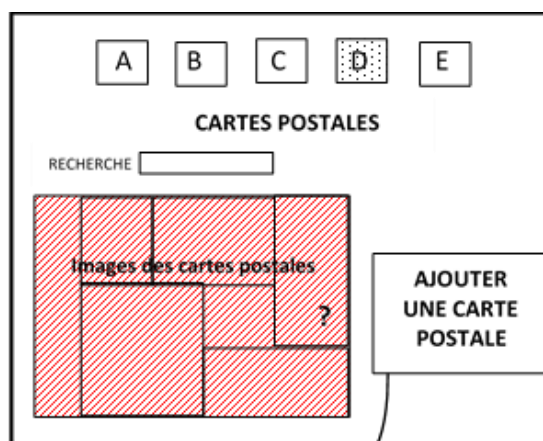 A B C D E
CARTES POSTALES
RECHERCHE
Images des cartes postales
?
AJOUTER
UNE CARTE
POSTALE